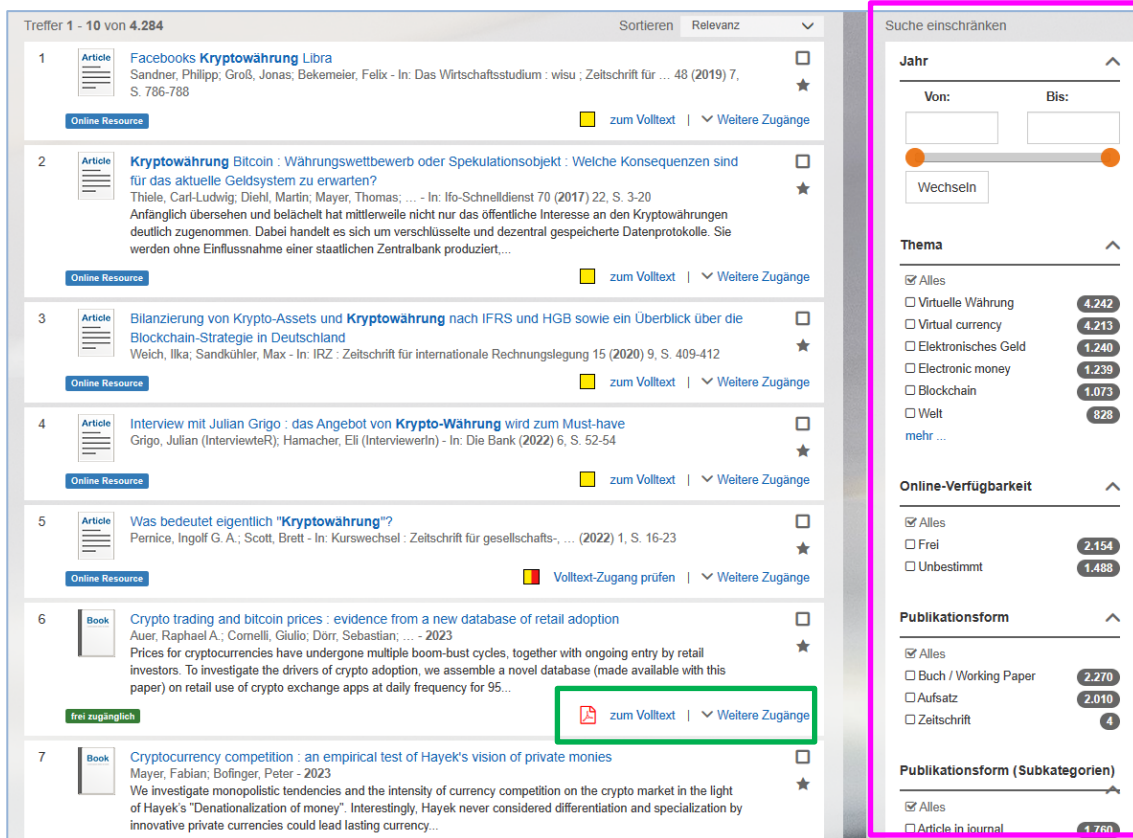 Treffer 1 - 10 von 4.284
Sortieren Relevanz
1
Article
Facebooks Kryptowährung Libra
Sandner, Philipp; Groß, Jonas; Bekemeier, Felix - In: Das Wirtschaftsstudium : wisu ; Zeitschrift für ... 48 (2019) 7,
S. 786-788
Online Resource
zum Volltext | Weitere Zugänge
2
Article
Kryptowährung Bitcoin : Währungswettbewerb oder Spekulationsobjekt : Welche Konsequenzen sind
für das aktuelle Geldsystem zu erwarten?
Thiele, Carl-Ludwig; Diehl, Martin; Mayer, Thomas; ... - In: Ifo-Schnelldienst 70 (2017) 22, S. 3-20
Anfänglich übersehen und belächelt hat mittlerweile nicht nur das öffentliche Interesse an den Kryptowährungen
deutlich zugenommen. Dabei handelt es sich um verschlüsselte und dezentral gespeicherte Datenprotokolle. Sie
werden ohne Einflussnahme einer staatlichen Zentralbank produziert,...
Online Resource
zum Volltext | Weitere Zugänge
3
Article
Bilanzierung von Krypto-Assets und Kryptowährung nach IFRS und HGB sowie ein Überblick über die
Blockchain-Strategie in Deutschland
Weich, Ilka; Sandkühler, Max - In: IRZ : Zeitschrift für internationale Rechnungslegung 15 (2020) 9, S. 409-412
Online Resource
zum Volltext | Weitere Zugänge
4
Article
Interview mit Julian Grigo : das Angebot von Krypto-Währung wird zum Must-have
Grigo, Julian (InterviewteR); Hamacher, Eli (InterviewerIn) - In: Die Bank (2022) 6, S. 52-54
Online Resource
zum Volltext | Weitere Zugänge
5
Article
Was bedeutet eigentlich "Kryptowährung"?
Pernice, Ingolf G. A.; Scott, Brett - In: Kurswechsel : Zeitschrift für gesellschafts-, ... (2022) 1, S. 16-23
Online Resource
Volltext-Zugang prüfen | Weitere Zugänge
6
Book
Crypto trading and bitcoin prices : evidence from a new database of retail adoption
Auer, Raphael A.; Cornelli, Giulio; Dörr, Sebastian; ... - 2023
Prices for cryptocurrencies have undergone multiple boom-bust cycles, together with ongoing entry by retail
investors. To investigate the drivers of crypto adoption, we assemble a novel database (made available with this
paper) on retail use of crypto exchange apps at daily frequency for 95...
frei zugänglich
zum Volltext | Weitere Zugänge
7
Book
Cryptocurrency competition : an empirical test of Hayek's vision of private monies
Mayer, Fabian; Bofinger, Peter - 2023
We investigate monopolistic tendencies and the intensity of currency competition on the crypto market in the light
of Hayek's "Denationalization of money". Interestingly, Hayek never considered differentiation and specialization by
innovative private currencies could lead lasting currency...
Suche einschränken
Jahr
Von: Bis:
Wechseln
Thema
Alles
Virtuelle Währung 4.242
Virtual currency 4.213
Elektronisches Geld 1.240
Electronic money 1.239
Blockchain 1.073
Welt 828
mehr ...
Online-Verfügbarkeit
Alles
Frei 2.154
Unbestimmt 1.488
Publikationsform
Alles
Buch / Working Paper 2.270
Aufsatz 2.010
Zeitschrift 4
Publikationsform (Subkategorien)
Alles
Article in journal 1.760